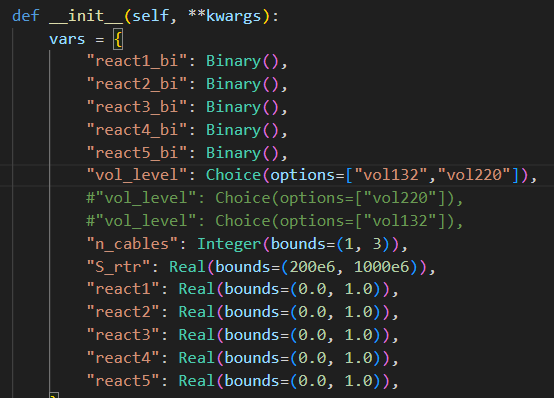 def __init__(self, **kwargs):
    vars = {
        "react1_bi": Binary(),
        "react2_bi": Binary(),
        "react3_bi": Binary(),
        "react4_bi": Binary(),
        "react5_bi": Binary(),
        "vol_level": Choice(options=["vol132","vol220"]),
        #"vol_level": Choice(options=["vol220"]),
        #"vol_level": Choice(options=["vol132"]),
        "n_cables": Integer(bounds=(1, 3)),
        "S_rtr": Real(bounds=(200e6, 1000e6)),
        "react1": Real(bounds=(0.0, 1.0)),
        "react2": Real(bounds=(0.0, 1.0)),
        "react3": Real(bounds=(0.0, 1.0)),
        "react4": Real(bounds=(0.0, 1.0)),
        "react5": Real(bounds=(0.0, 1.0)),
    }